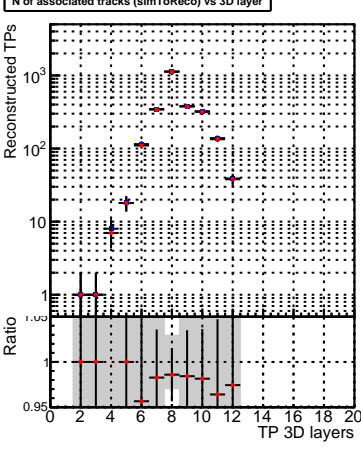 N of associated tracks (simToReco) vs 3D layer
Reconstructed TPs
10³
10²
10
1
Ratio
1.05
1
0.95
0 2 4 6 8 10 12 14 16 18 20
TP 3D layers